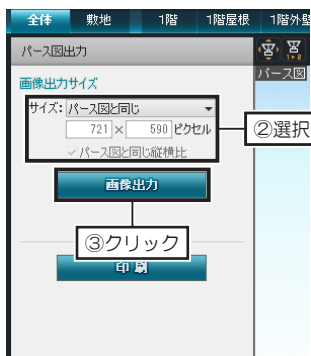 全体 敷地 1階 1階屋根 1階外壁
パース図出力
パース図
画像出力サイズ
サイズ: パース図と同じ
721 × 590 ピクセル
②選択
✓パース図と同じ縦横比
画像出力
③クリック
印刷